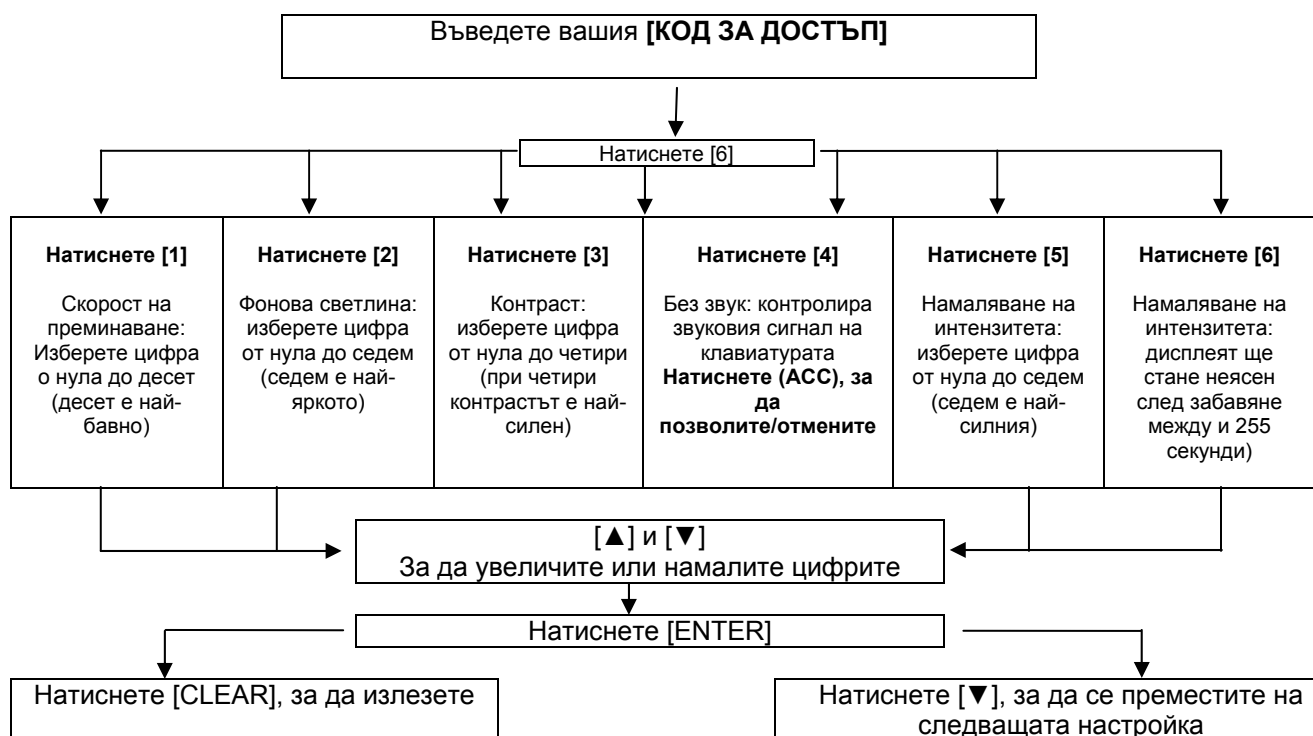 Въведете вашия [КОД ЗА ДОСТЪП]
Натиснете [6]
Натиснете [1]
Скорост на
преминаване:
Изберете цифра
о нула до десет
(десет е най-
бавно)
Натиснете [2]
Фонова светлина:
изберете цифра
от нула до седем
(седем е най-
яркото)
Натиснете [3]
Контраст:
изберете цифра
от нула до четири
(при четири
контрастът е най-
силен)
Натиснете [4]
Без звук: контролира
звуковия сигнал на
клавиатурата
Натиснете (ACC), за
да
позволите/отмените
Натиснете [5]
Намаляване на
интензитета:
изберете цифра
от нула до седем
(седем е най-
силния)
Натиснете [6]
Намаляване на
интензитета:
дисплеят ще
стане неясен
след забавяне
между и 255
секунди)
[▲] и [▼]
За да увеличите или намалите цифрите
Натиснете [ENTER]
Натиснете [CLEAR], за да излезете
Натиснете [▼], за да се преместите на
следващата настройка